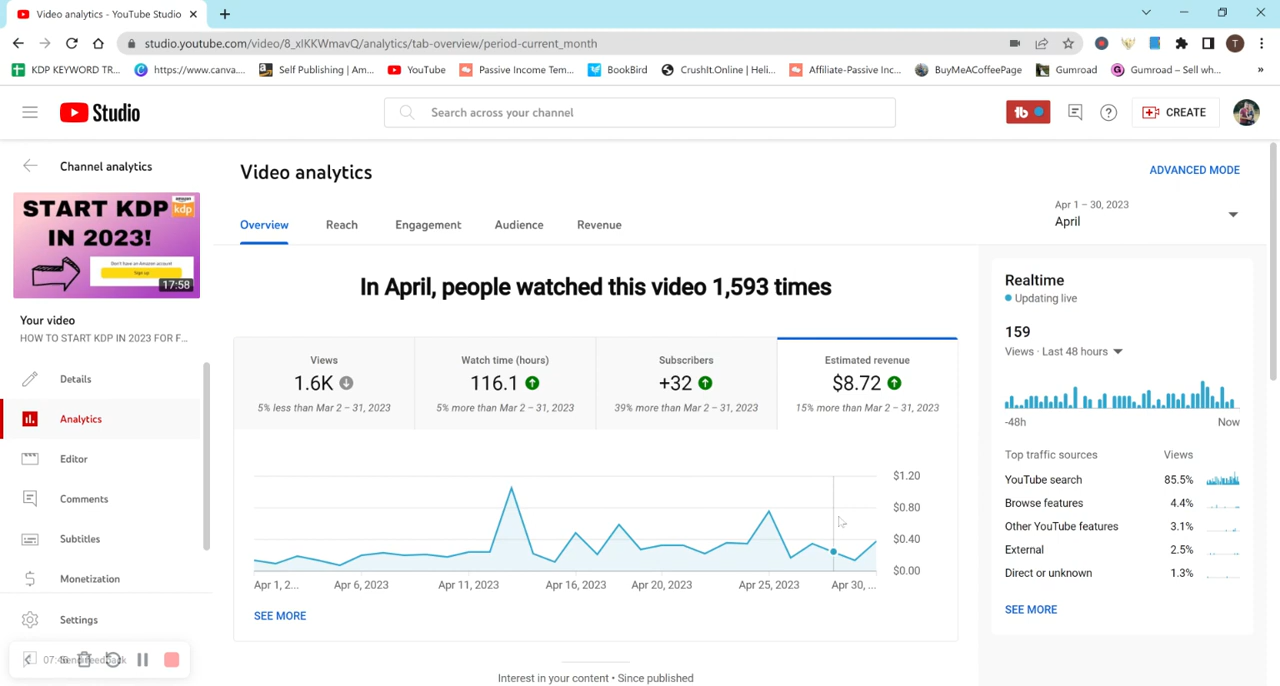 Video analytics - YouTube Studio
studio.youtube.com/video/8_xIKKWmavQ/analytics/tab-overview/period-current_month
T
KDP KEYWORD TR... https://www.canva.... Self Publishing | Am... YouTube Passive Income Tem... BookBird CrushIt.Online | Heli... Affiliate-Passive Inc... BuyMeACoffeePage Gumroad Gumroad – Sell wh... »
Studio
Search across your channel
tb
CREATE
Channel analytics
START KDP
IN 2023!
amazon
kdp
Don't have an Amazon account?
Sign up
17:58
Your video
HOW TO START KDP IN 2023 FOR F...
Details
Analytics
Editor
Comments
Subtitles
Monetization
Settings
Send feedback
Video analytics
ADVANCED MODE
Overview Reach Engagement Audience Revenue
Apr 1 – 30, 2023
April
In April, people watched this video 1,593 times
Views
1.6K
5% less than Mar 2 – 31, 2023
Watch time (hours)
116.1
5% more than Mar 2 – 31, 2023
Subscribers
+32
39% more than Mar 2 – 31, 2023
Estimated revenue
$8.72
15% more than Mar 2 – 31, 2023
$1.20
$0.80
$0.40
$0.00
Apr 1, 2... Apr 6, 2023 Apr 11, 2023 Apr 16, 2023 Apr 20, 2023 Apr 25, 2023 Apr 30, ...
SEE MORE
Interest in your content • Since published
Realtime
Updating live
159
Views · Last 48 hours
-48h Now
Top traffic sources Views
YouTube search 85.5%
Browse features 4.4%
Other YouTube features 3.1%
External 2.5%
Direct or unknown 1.3%
SEE MORE